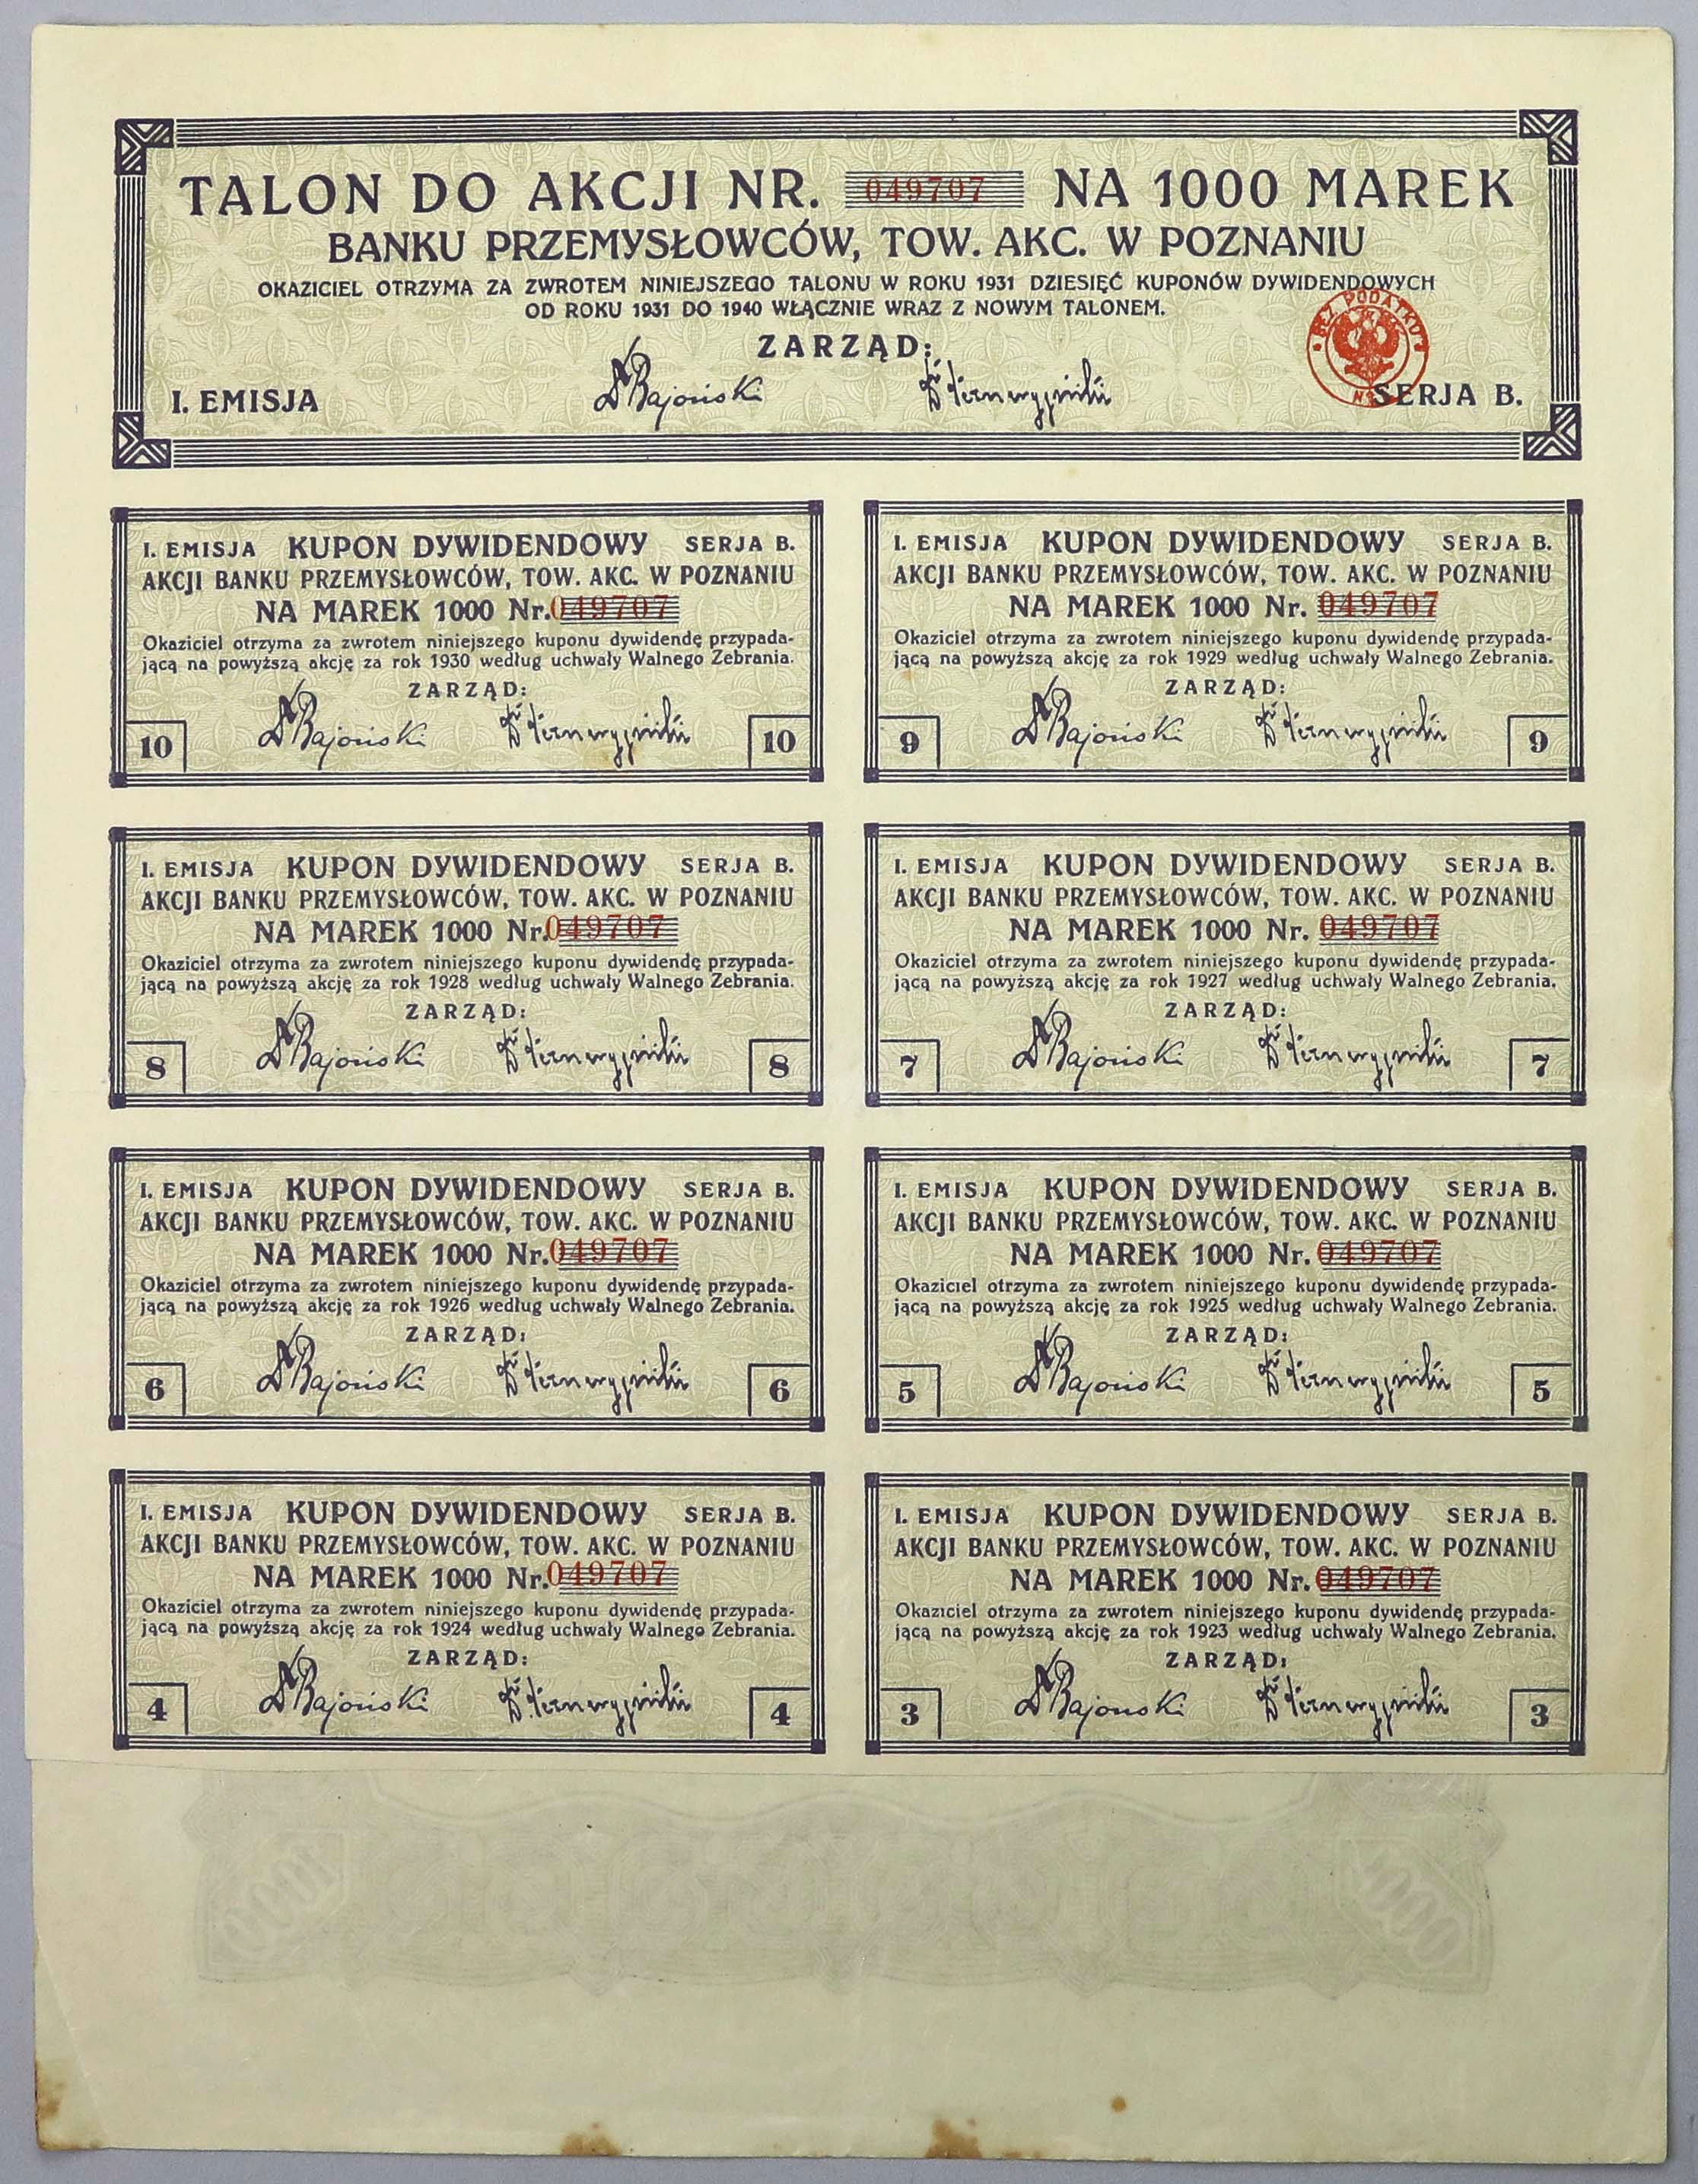 TALON DO AKCJI NR. 049707 NA 1000 MAREK
BANKU PRZEMYSŁOWCÓW, TOW. AKC. W POZNANIU
OKAZICIEL OTRZYMA ZA ZWROTEM NINIEJSZEGO TALONU W ROKU 1931 DZIESIĘĆ KUPONÓW DYWIDENDOWYCH
OD ROKU 1931 DO 1940 WŁĄCZNIE WRAZ Z NOWYM TALONEM.
BEZ PODATKU
ZARZĄD:
I. EMISJA SERJA B.
I. EMISJA KUPON DYWIDENDOWY SERJA B.
AKCJI BANKU PRZEMYSŁOWCÓW, TOW. AKC. W POZNANIU
NA MAREK 1000 Nr. 049707
Okaziciel otrzyma za zwrotem niniejszego kuponu dywidendę przypada-
jącą na powyższą akcję za rok 1930 według uchwały Walnego Zebrania.
ZARZĄD:
10 10
I. EMISJA KUPON DYWIDENDOWY SERJA B.
AKCJI BANKU PRZEMYSŁOWCÓW, TOW. AKC. W POZNANIU
NA MAREK 1000 Nr. 049707
Okaziciel otrzyma za zwrotem niniejszego kuponu dywidendę przypada-
jącą na powyższą akcję za rok 1929 według uchwały Walnego Zebrania.
ZARZĄD:
9 9
I. EMISJA KUPON DYWIDENDOWY SERJA B.
AKCJI BANKU PRZEMYSŁOWCÓW, TOW. AKC. W POZNANIU
NA MAREK 1000 Nr. 049707
Okaziciel otrzyma za zwrotem niniejszego kuponu dywidendę przypada-
jącą na powyższą akcję za rok 1928 według uchwały Walnego Zebrania.
ZARZĄD:
8 8
I. EMISJA KUPON DYWIDENDOWY SERJA B.
AKCJI BANKU PRZEMYSŁOWCÓW, TOW. AKC. W POZNANIU
NA MAREK 1000 Nr. 049707
Okaziciel otrzyma za zwrotem niniejszego kuponu dywidendę przypada-
jącą na powyższą akcję za rok 1927 według uchwały Walnego Zebrania.
ZARZĄD:
7 7
I. EMISJA KUPON DYWIDENDOWY SERJA B.
AKCJI BANKU PRZEMYSŁOWCÓW, TOW. AKC. W POZNANIU
NA MAREK 1000 Nr. 049707
Okaziciel otrzyma za zwrotem niniejszego kuponu dywidendę przypada-
jącą na powyższą akcję za rok 1926 według uchwały Walnego Zebrania.
ZARZĄD:
6 6
I. EMISJA KUPON DYWIDENDOWY SERJA B.
AKCJI BANKU PRZEMYSŁOWCÓW, TOW. AKC. W POZNANIU
NA MAREK 1000 Nr. 049707
Okaziciel otrzyma za zwrotem niniejszego kuponu dywidendę przypada-
jącą na powyższą akcję za rok 1925 według uchwały Walnego Zebrania.
ZARZĄD:
5 5
I. EMISJA KUPON DYWIDENDOWY SERJA B.
AKCJI BANKU PRZEMYSŁOWCÓW, TOW. AKC. W POZNANIU
NA MAREK 1000 Nr. 049707
Okaziciel otrzyma za zwrotem niniejszego kuponu dywidendę przypada-
jącą na powyższą akcję za rok 1924 według uchwały Walnego Zebrania.
ZARZĄD:
4 4
I. EMISJA KUPON DYWIDENDOWY SERJA B.
AKCJI BANKU PRZEMYSŁOWCÓW, TOW. AKC. W POZNANIU
NA MAREK 1000 Nr. 049707
Okaziciel otrzyma za zwrotem niniejszego kuponu dywidendę przypada-
jącą na powyższą akcję za rok 1923 według uchwały Walnego Zebrania.
ZARZĄD:
3 3
1000 1000